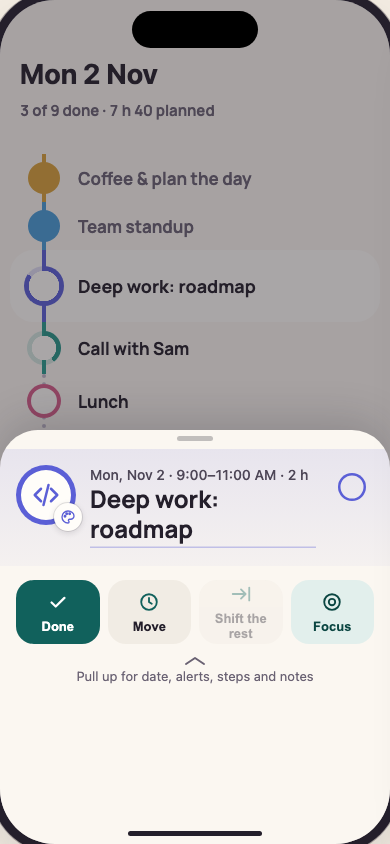 Mon 2 Nov
3 of 9 done · 7 h 40 planned
Coffee & plan the day
Team standup
Deep work: roadmap
Call with Sam
Lunch
Mon, Nov 2 · 9:00–11:00 AM · 2 h
Deep work:
roadmap
Done
Move
Shift the
rest
Focus
Pull up for date, alerts, steps and notes